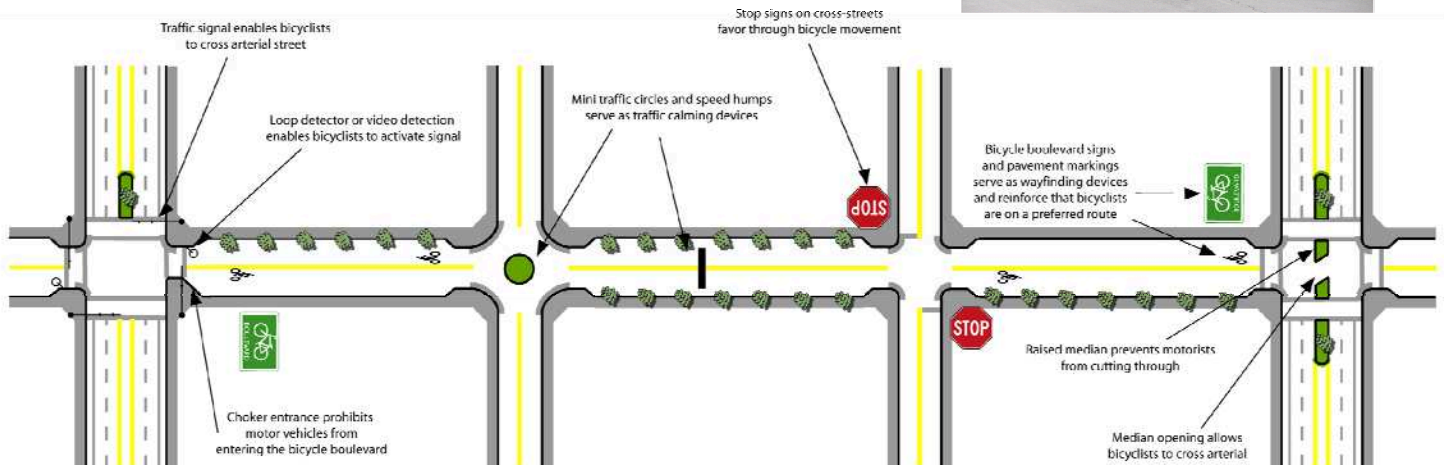 Traffic signal enables bicyclists
to cross arterial street
Stop signs on cross-streets
favor through bicycle movement
Loop detector or video detection
enables bicyclists to activate signal
Mini traffic circles and speed humps
serve as traffic calming devices
Bicycle boulevard signs
and pavement markings
serve as wayfinding devices
and reinforce that bicyclists
are on a preferred route
STOP
STOP
Raised median prevents motorists
from cutting through
Choker entrance prohibits
motor vehicles from
entering the bicycle boulevard
Median opening allows
bicyclists to cross arterial